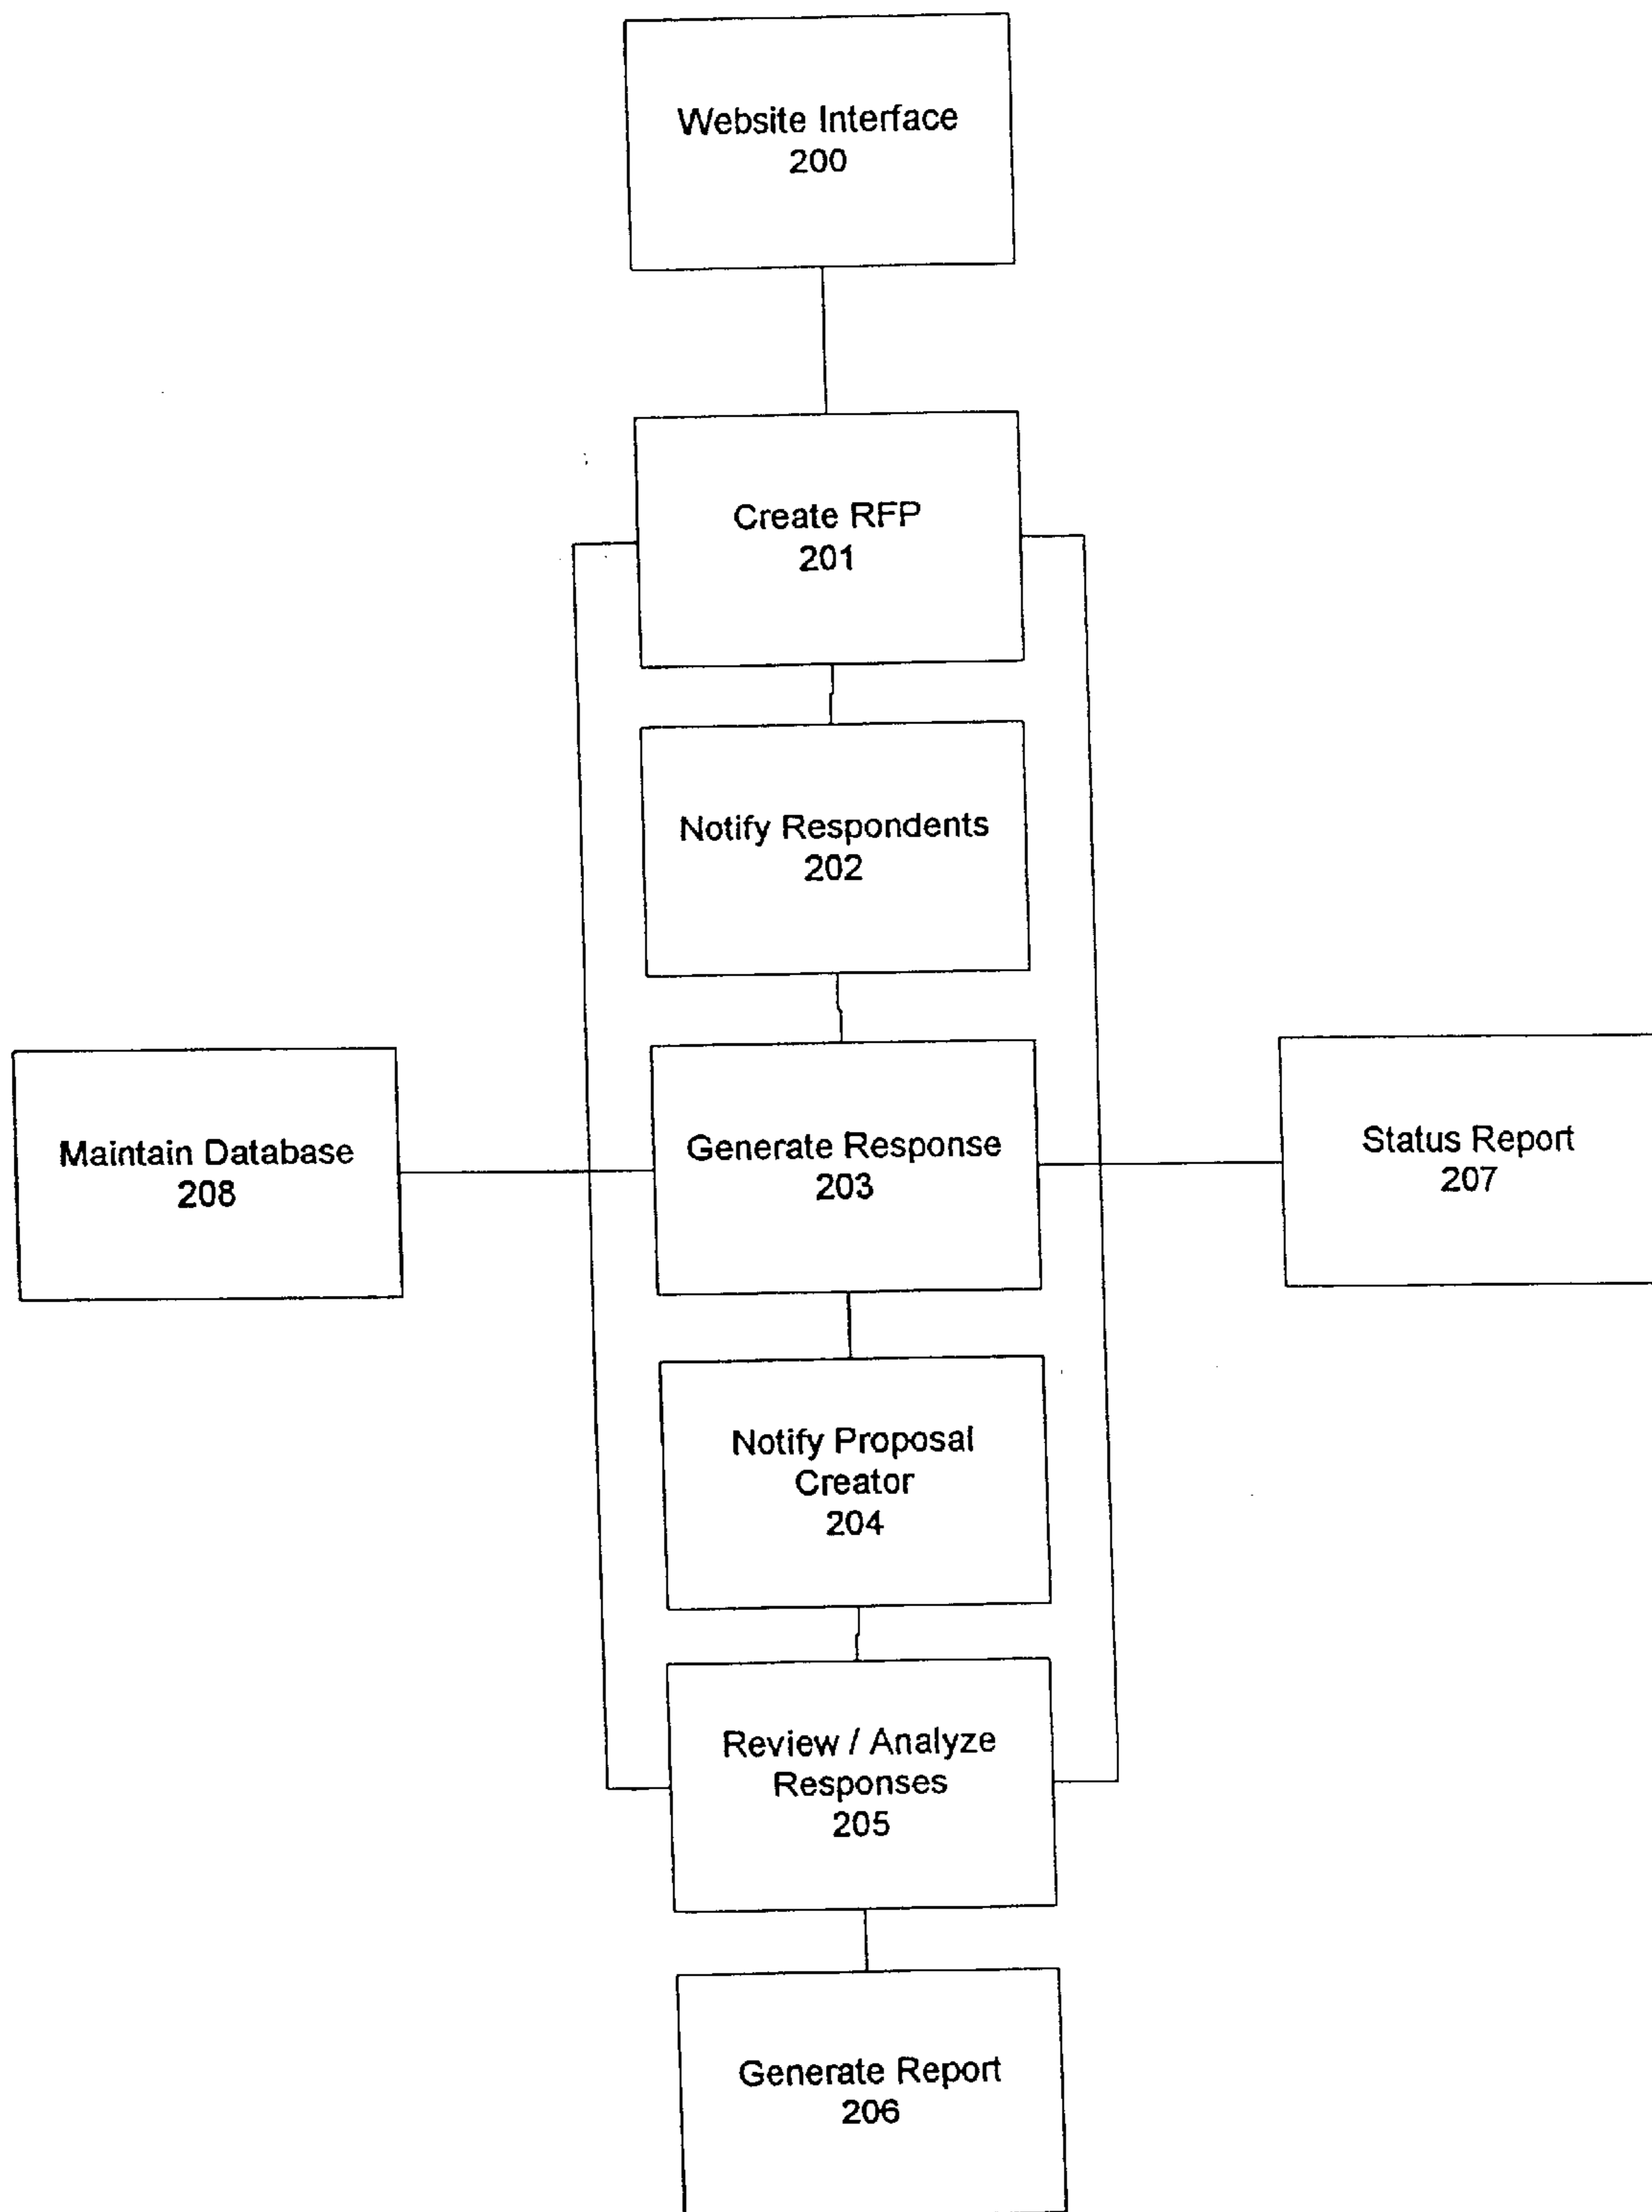 Website Interface
200
Create RFP
201
Notify Respondents
202
Maintain Database
208
Generate Response
203
Status Report
207
Notify Proposal
Creator
204
Review / Analyze
Responses
205
Generate Report
206